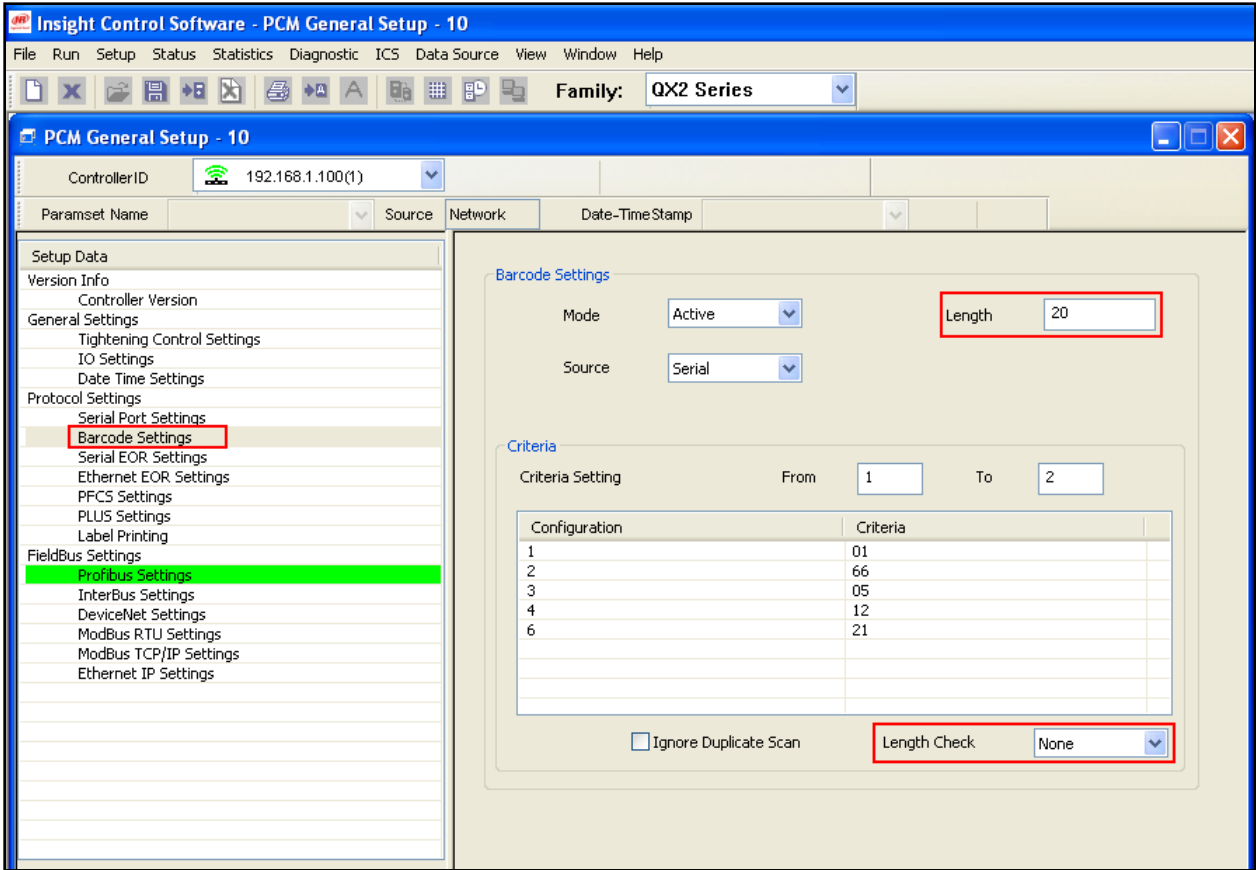 Insight Control Software - PCM General Setup - 10
File Run Setup Status Statistics Diagnostic ICS Data Source View Window Help
Family: QX2 Series
PCM General Setup - 10
ControllerID 192.168.1.100(1)
Paramset Name Source Network Date-TimeStamp
Setup Data
Version Info
Controller Version
General Settings
Tightening Control Settings
IO Settings
Date Time Settings
Protocol Settings
Serial Port Settings
Barcode Settings
Serial EOR Settings
Ethernet EOR Settings
PFCS Settings
PLUS Settings
Label Printing
FieldBus Settings
Profibus Settings
InterBus Settings
DeviceNet Settings
ModBus RTU Settings
ModBus TCP/IP Settings
Ethernet IP Settings
Barcode Settings
Mode Active Length 20
Source Serial
Criteria
Criteria Setting From 1 To 2
Configuration Criteria
1 01
2 66
3 05
4 12
6 21
Ignore Duplicate Scan Length Check None